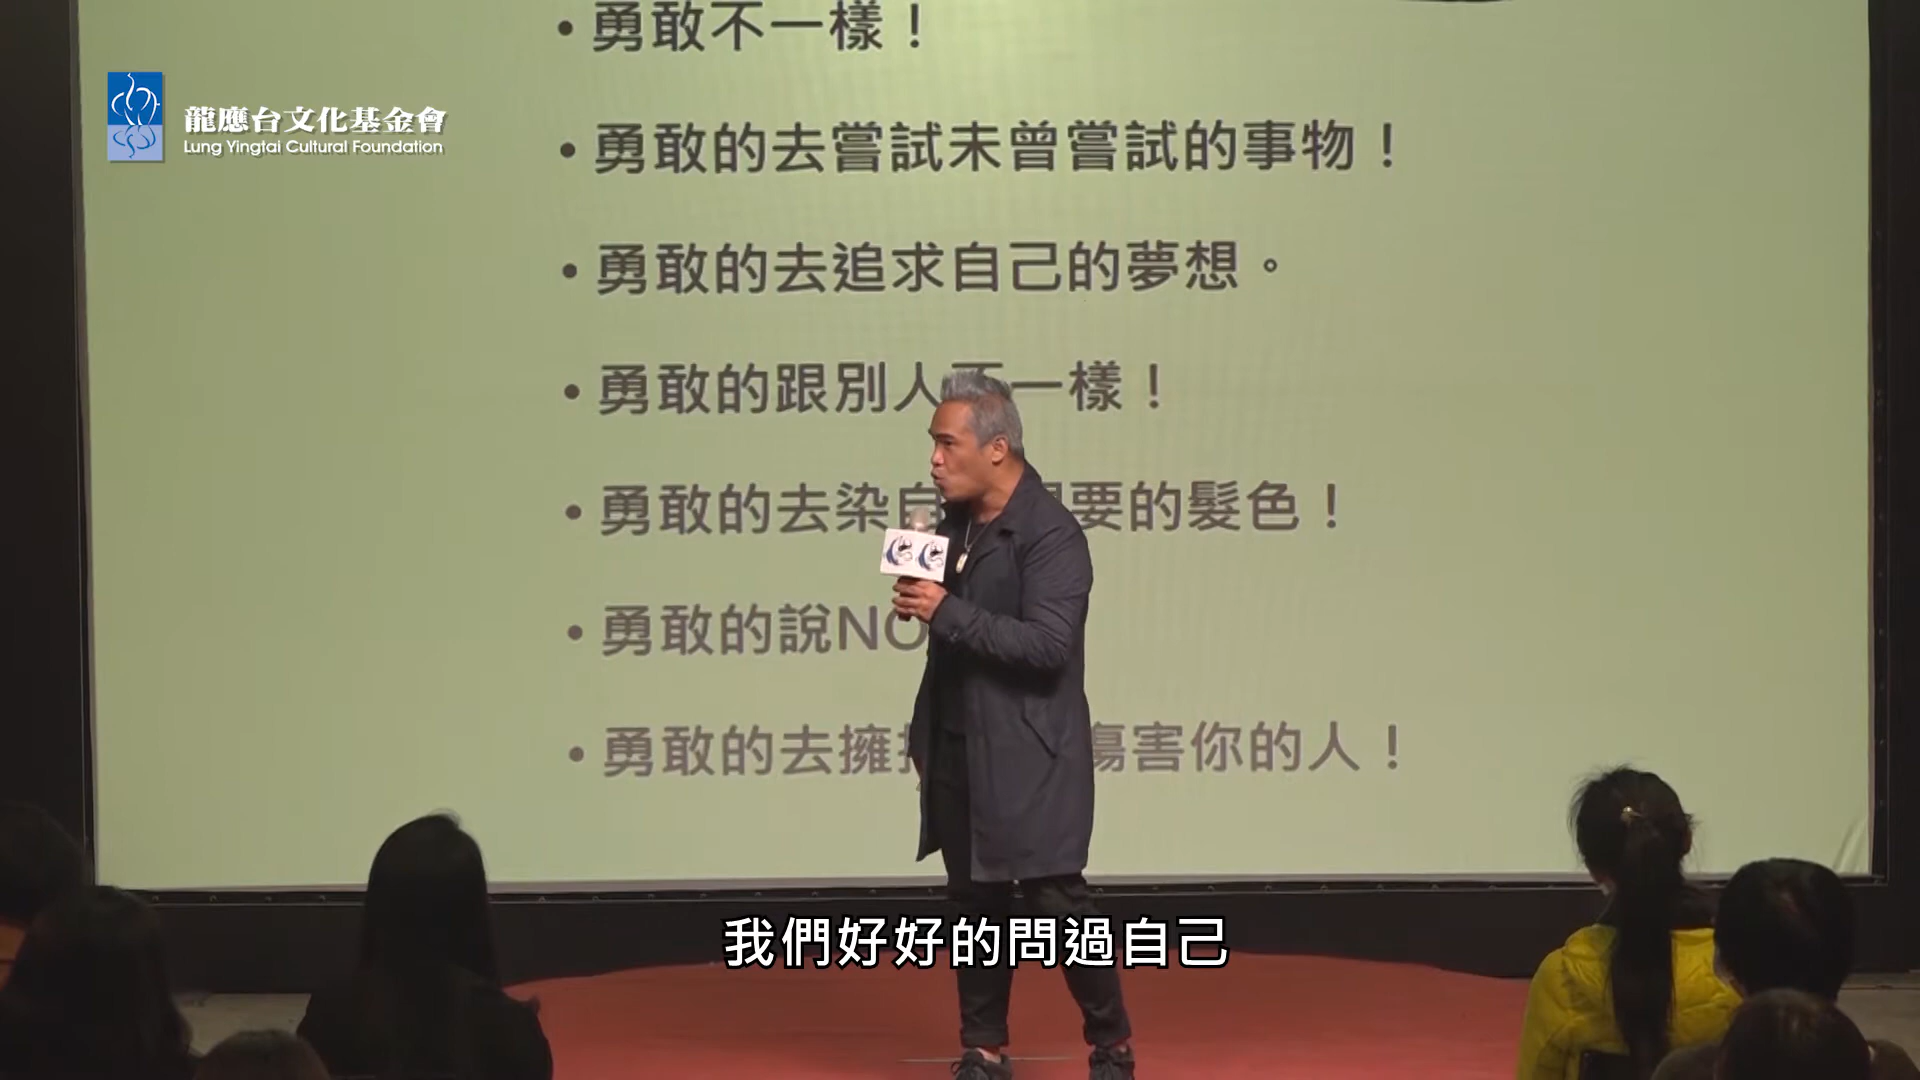 • 勇敢不一樣！
龍應台文化基金會
Lung Yingtai Cultural Foundation
• 勇敢的去嘗試未曾嘗試的事物！
• 勇敢的去追求自己的夢想。
• 勇敢的跟別人不一樣！
• 勇敢的去染自 要的髮色！
• 勇敢的說NO
• 勇敢的去擁 傷害你的人！
我們好好的問過自己